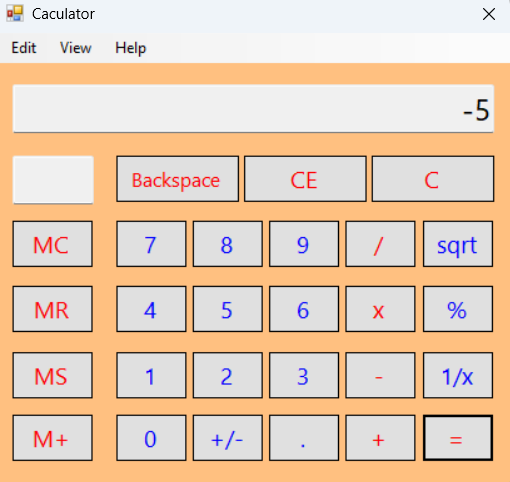 Caculator
Edit View Help
-5
Backspace CE C
MC 7 8 9 / sqrt
MR 4 5 6 x %
MS 1 2 3 - 1/x
M+ 0 +/- . + =